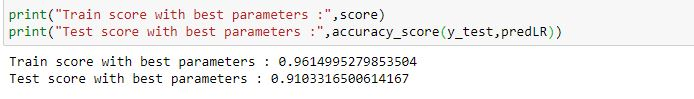 print("Train score with best parameters :",score)
print("Test score with best parameters :",accuracy_score(y_test,predLR))
Train score with best parameters : 0.9614995279853504
Test score with best parameters : 0.9103316500614167